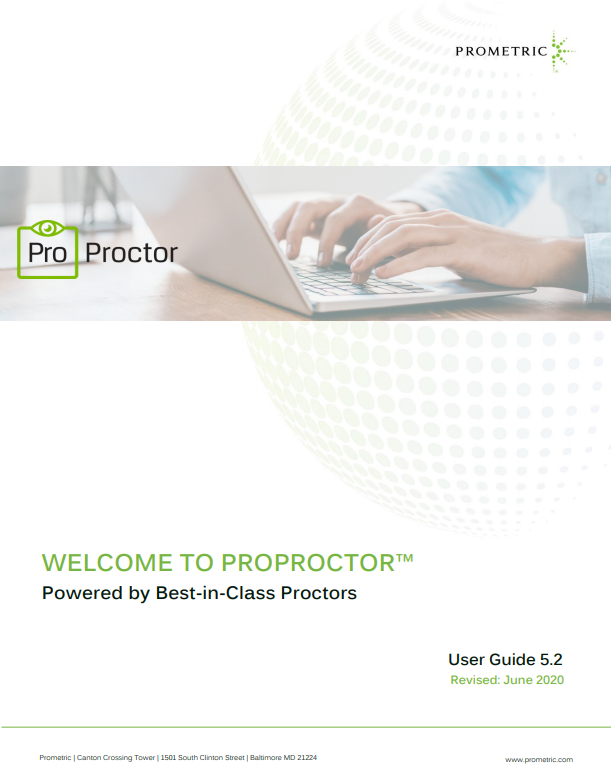 PROMETRIC
Pro Proctor
WELCOME TO PROPROCTOR™
Powered by Best-in-Class Proctors
User Guide 5.2
Revised: June 2020
Prometric | Canton Crossing Tower | 1501 South Clinton Street | Baltimore MD 21224
www.prometric.com